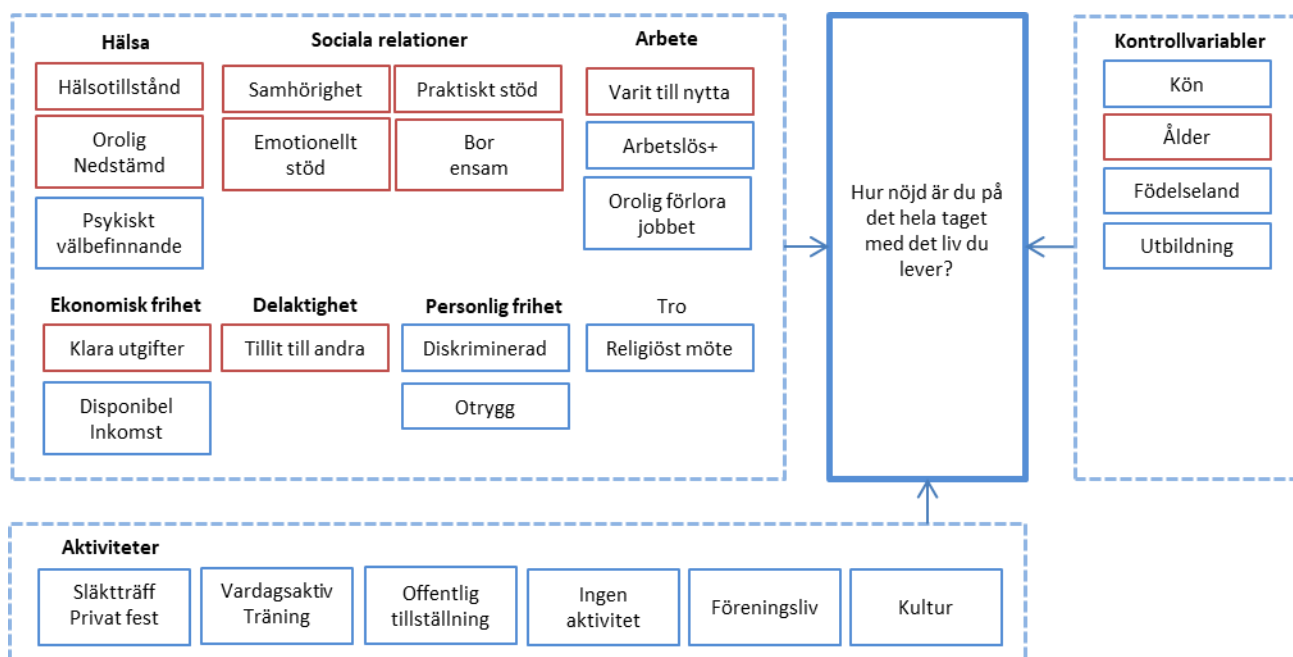 Hälsa
Hälsotillstånd
Orolig
Nedstämd
Psykiskt
välbefinnande
Sociala relationer
Samhörighet
Praktiskt stöd
Emotionellt
stöd
Bor
ensam
Arbete
Varit till nytta
Arbetslös+
Orolig förlora
jobbet
Ekonomisk frihet
Klara utgifter
Disponibel
Inkomst
Delaktighet
Tillit till andra
Personlig frihet
Diskriminerad
Otrygg
Tro
Religiöst möte
Hur nöjd är du på
det hela taget
med det liv du
lever?
Kontrollvariabler
Kön
Ålder
Födelseland
Utbildning
Aktiviteter
Släktträff
Privat fest
Vardagsaktiv
Träning
Offentlig
tillställning
Ingen
aktivitet
Föreningsliv
Kultur